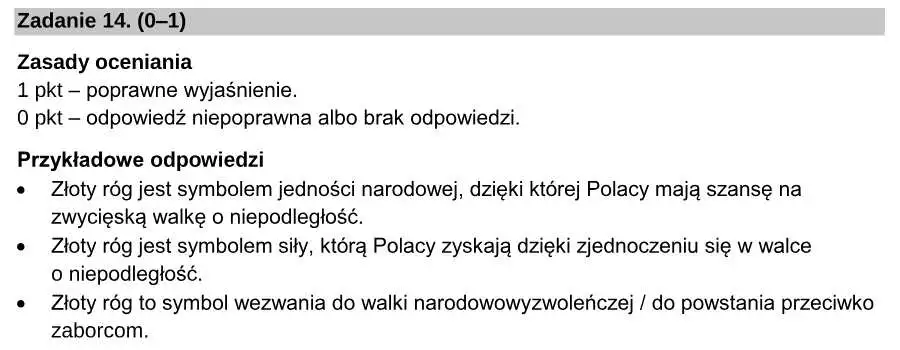 Zadanie 14. (0–1)
Zasady oceniania
1 pkt – poprawne wyjaśnienie.
0 pkt – odpowiedź niepoprawna albo brak odpowiedzi.
Przykładowe odpowiedzi
• Złoty róg jest symbolem jedności narodowej, dzięki której Polacy mają szansę na
zwycięską walkę o niepodległość.
• Złoty róg jest symbolem siły, którą Polacy zyskają dzięki zjednoczeniu się w walce
o niepodległość.
• Złoty róg to symbol wezwania do walki narodowowyzwoleńczej / do powstania przeciwko
zaborcom.